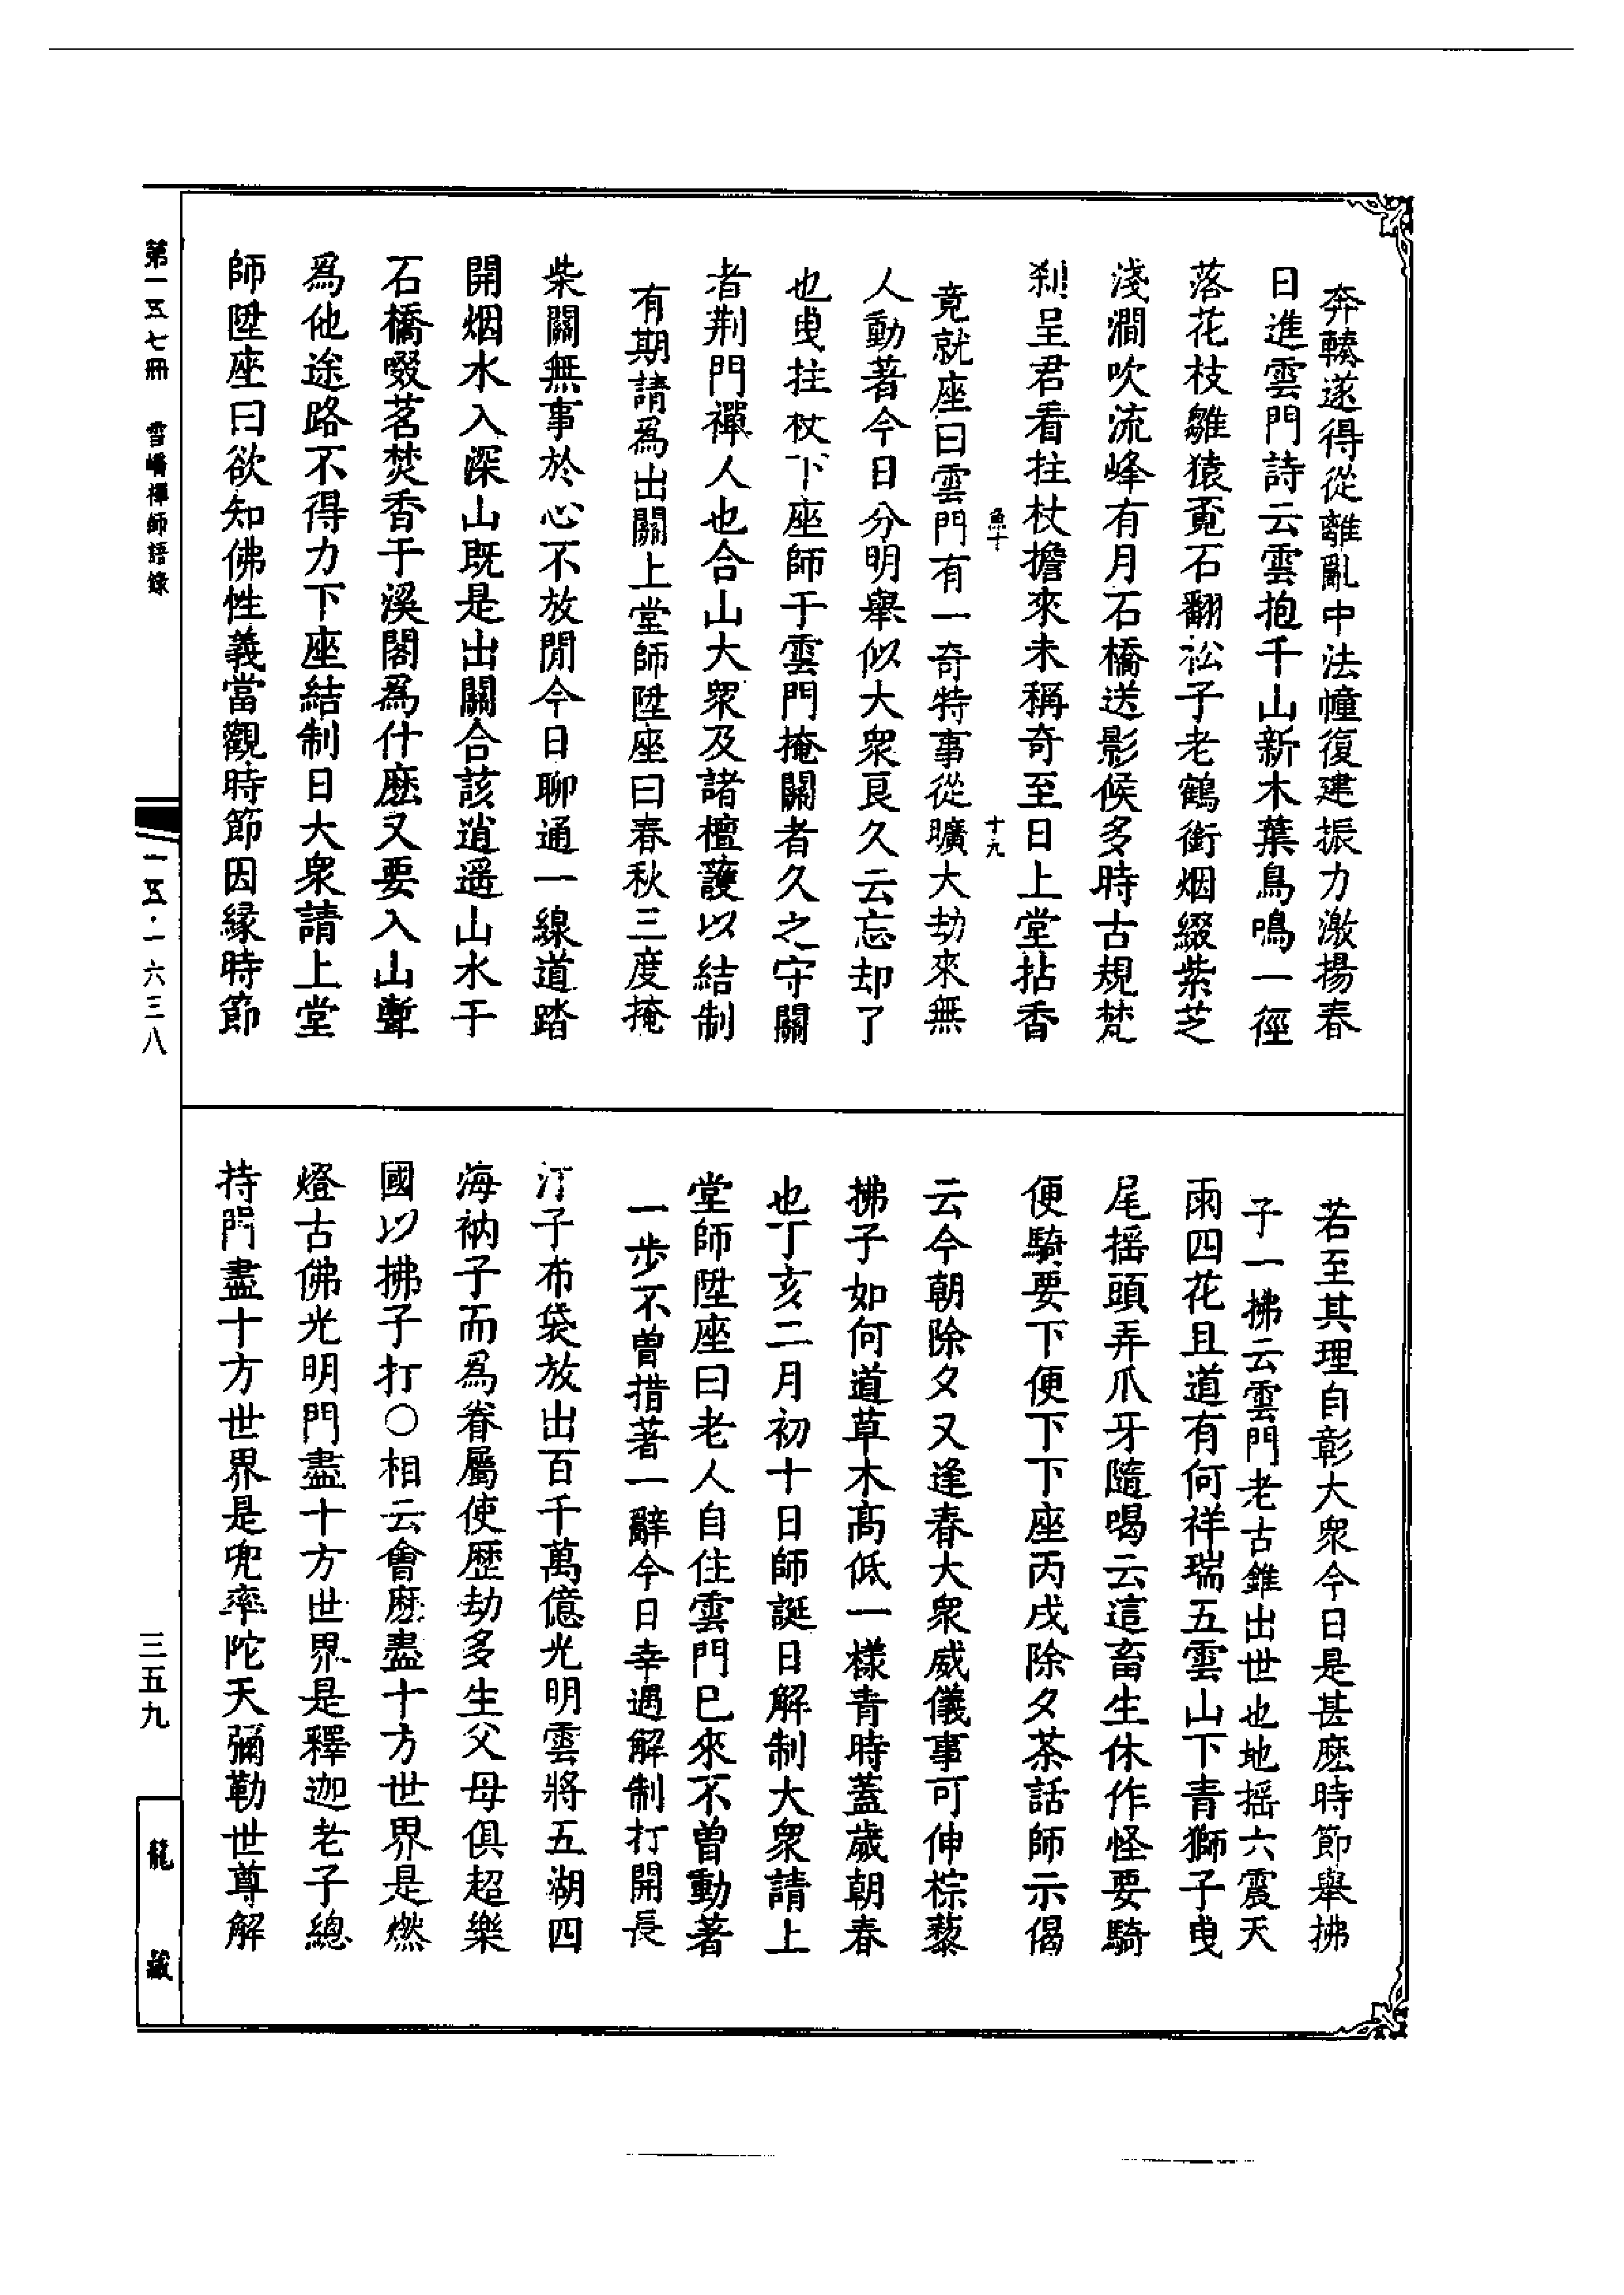 奔輳遂得從離亂中法幢復建振力激揚春
日進雲門詩云雲抱千山新木葉鳥鳴一徑
落花枝雛猿覔石翻松子老鶴銜烟綴紫芝
淺澗吹流峰有月石橋送影候多時古規梵
剎呈君看拄杖擔來未稱奇至日上堂拈香
魚十
十九
竟就座曰雲門有一奇特事從曠大劫來無
人動著今日分明舉似大衆良久云忘却了
也曳拄杖下座師于雲門掩關者久之守關
者荆門禪人也合山大衆及諸檀護以結制
有期請爲出關上堂師陞座曰春秋三度掩
柴關無事於心不放閒今日聊通一線道踏
開烟水入深山既是出關合該逍遥山水于
石橋啜茗焚香于溪閣爲什麽又要入山聻
爲他途路不得力下座結制日大衆請上堂
師陞座曰欲知佛性義當觀時節因緣時節
若至其理自彰大衆今日是甚麽時節舉拂
子一拂云雲門老古錐出世也地摇六震天
雨四花且道有何祥瑞五雲山下青獅子曳
尾摇頭弄爪牙隨喝云這畜生休作怪要騎
便騎要下便下下座丙戌除夕茶話師示偈
云今朝除夕又逢春大衆威儀事可伸棕藜
拂子如何道草木高低一樣青時蓋歲朝春
也丁亥二月初十日師誕日解制大衆請上
堂師陞座曰老人自住雲門巳來不曾動著
一步不曾措著一辭今日幸遇解制打開長
汀子布袋放出百千萬億光明雲將五湖四
海衲子而爲眷屬使歷劫多生父母俱超樂
國以拂子打○相云會麽盡十方世界是燃
燈古佛光明門盡十方世界是釋迦老子總
持門盡十方世界是兜率陀天彌勒世尊解
第一五七冊 雪嶠禪師語錄
一五·一六三八
三五九
龍藏